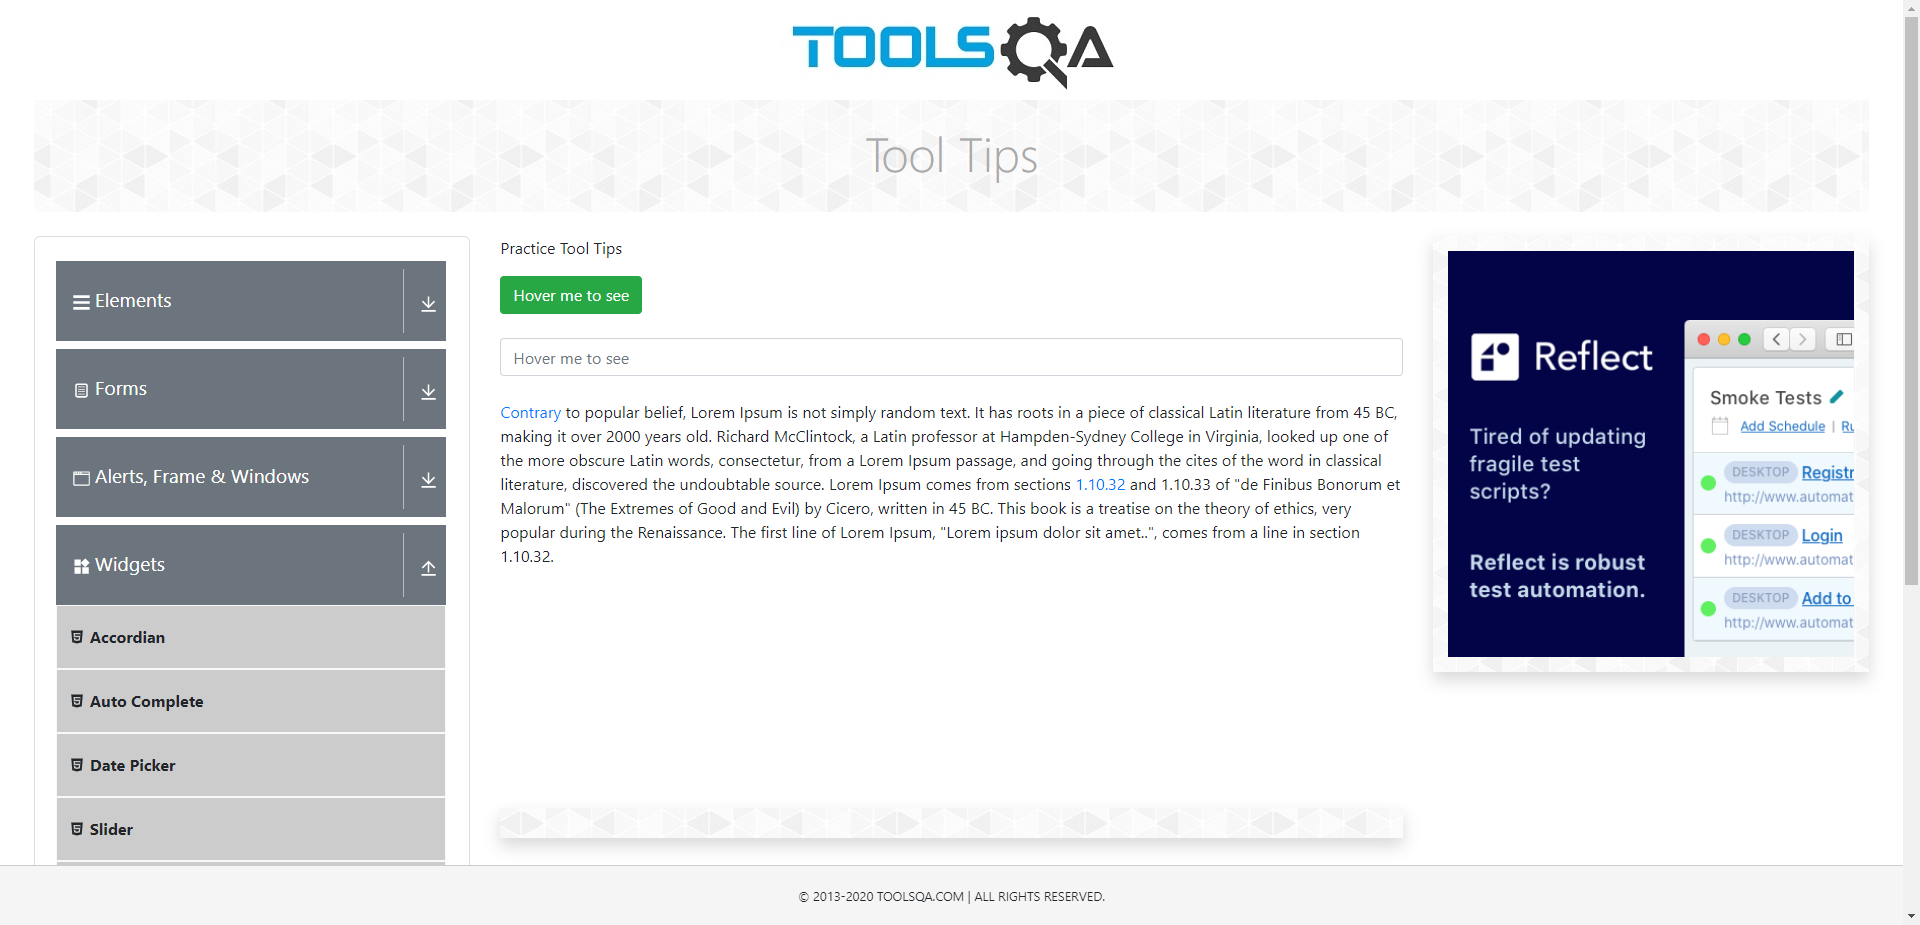 TOOLSQA
Tool Tips
Elements
Forms
Alerts, Frame & Windows
Widgets
Accordian
Auto Complete
Date Picker
Slider
Practice Tool Tips
Hover me to see
Hover me to see
Contrary to popular belief, Lorem Ipsum is not simply random text. It has roots in a piece of classical Latin literature from 45 BC,
making it over 2000 years old. Richard McClintock, a Latin professor at Hampden-Sydney College in Virginia, looked up one of
the more obscure Latin words, consectetur, from a Lorem Ipsum passage, and going through the cites of the word in classical
literature, discovered the undoubtable source. Lorem Ipsum comes from sections 1.10.32 and 1.10.33 of "de Finibus Bonorum et
Malorum" (The Extremes of Good and Evil) by Cicero, written in 45 BC. This book is a treatise on the theory of ethics, very
popular during the Renaissance. The first line of Lorem Ipsum, "Lorem ipsum dolor sit amet..", comes from a line in section
1.10.32.
Reflect
Tired of updating
fragile test
scripts?
Reflect is robust
test automation.
Smoke Tests
Add Schedule | Ru
DESKTOP Registr
http://www.automat
DESKTOP Login
http://www.automat
DESKTOP Add to
http://www.automat
© 2013-2020 TOOLSQA.COM | ALL RIGHTS RESERVED.